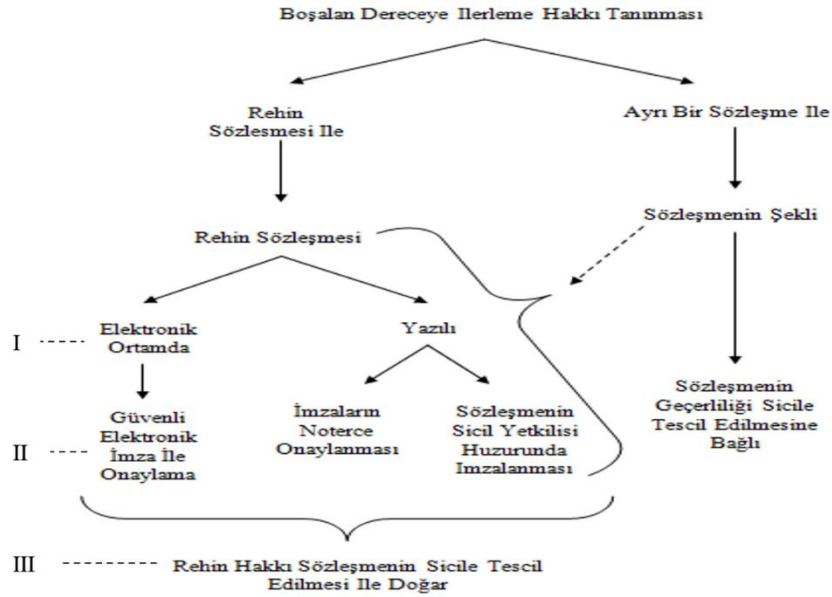 Boşalan Dereceye Ilerleme Hakkı Tanınması
Rehin
Sözlesmesi Ile
Ayrı Bir Sözleşme Ile
Sözleşmenin Şekli
Rehin Sözleşmesi
I
Elektronik
Ortamda
Yazılı
II
Güvenli
Elektronik
İmza İle
Onaylama
İmzaların
Noterce
Onaylanması
Sözleşmenin
Sicil Yetkilisi
Huzurunda
Imzalanması
Sözleşmenin
Geçerliliği Sicile
Tescil Edilmesine
Bağlı
III
Rehin Hakkı Sözleşmenin Sicile Tescil
Edilmesi Ile Doğar